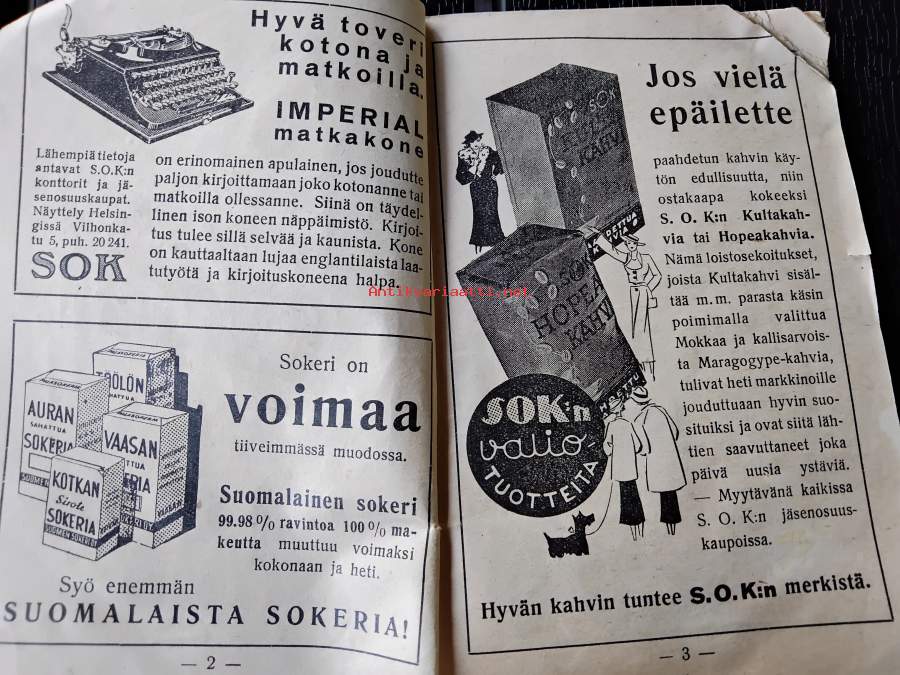 Hyvä toveri
kotona ja
matkoilla.
IMPERIAL
matkakone
Lähempiä tietoja
antavat S.O.K:n
konttorit ja jä-
senosuuskaupat.
Näyttely Helsin-
gissä Vilhonka-
tu 5, puh. 20 241.
SOK
on erinomainen apulainen, jos joudutte
paljon kirjoittamaan joko kotonanne tai
matkoilla ollessanne. Siinä on täydel-
linen ison koneen näppäimistö. Kirjoi-
tus tulee sillä selvää ja kaunista. Kone
on kauttaaltaan lujaa englantilaista laa-
tutyötä ja kirjoituskoneena halpa.
TÖÖLÖN
AURAN
SAHATTUA
SOKERIA
VAASAN
KOTKAN
Sirote
SOKERIA
SUOMEN SOKERI
Sokeri on
voimaa
tiiveimmässä muodossa.
Suomalainen sokeri
99.98 % ravintoa 100 % ma-
keutta muuttuu voimaksi
kokonaan ja heti.
Syö enemmän
SUOMALAISTA SOKERIA!
— 2 —
SOK
KAHVI
SOK
HOPEA
KAHVI
SOK:n
valio-
TUOTTEITA
Jos vielä
epäilette
paahdetun kahvin käy-
tön edullisuutta, niin
ostakaapa kokeeksi
S. O. K:n Kultakah-
via tai Hopeakahvia.
Nämä loistosekoitukset,
joista Kultakahvi sisäl-
tää m. m. parasta käsin
poimimalla valittua
Mokkaa ja kallisarvois-
ta Maragogype-kahvia,
tulivat heti markkinoille
jouduttuaan hyvin suo-
situiksi ja ovat siitä läh-
tien saavuttaneet joka
päivä uusia ystäviä.
— Myytävänä kaikissa
S. O. K:n jäsenosuus-
kaupoissa.
Hyvän kahvin tuntee S.O.K:n merkistä.
— 3 —
Antikvariaatti.net